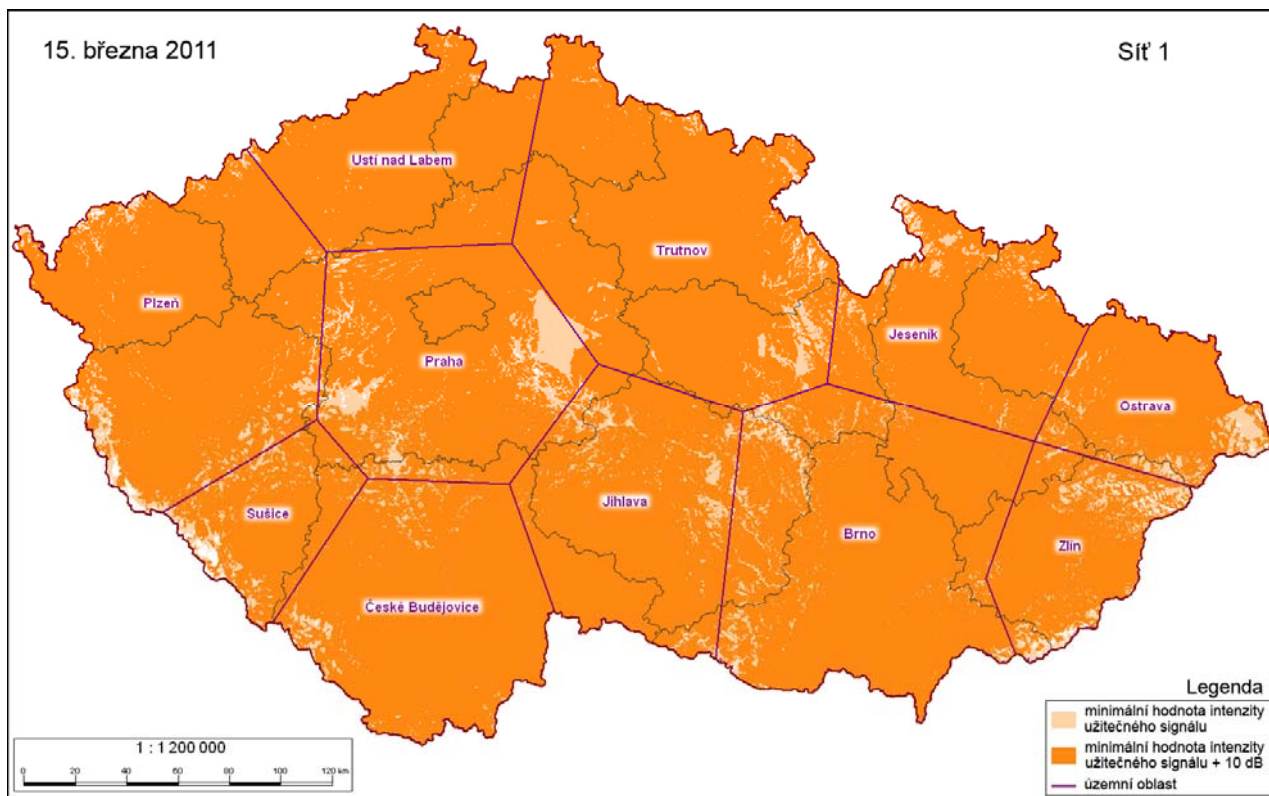 15. března 2011
Síť 1
Ústí nad Labem
Trutnov
Plzeň
Jeseník
Praha
Ostrava
Sušice
Jihlava
Brno
Zlín
České Budějovice
Legenda
minimální hodnota intenzity
užitečného signálu
minimální hodnota intenzity
užitečného signálu + 10 dB
územní oblast
1 : 1 200 000
0 20 40 60 80 100 120 km